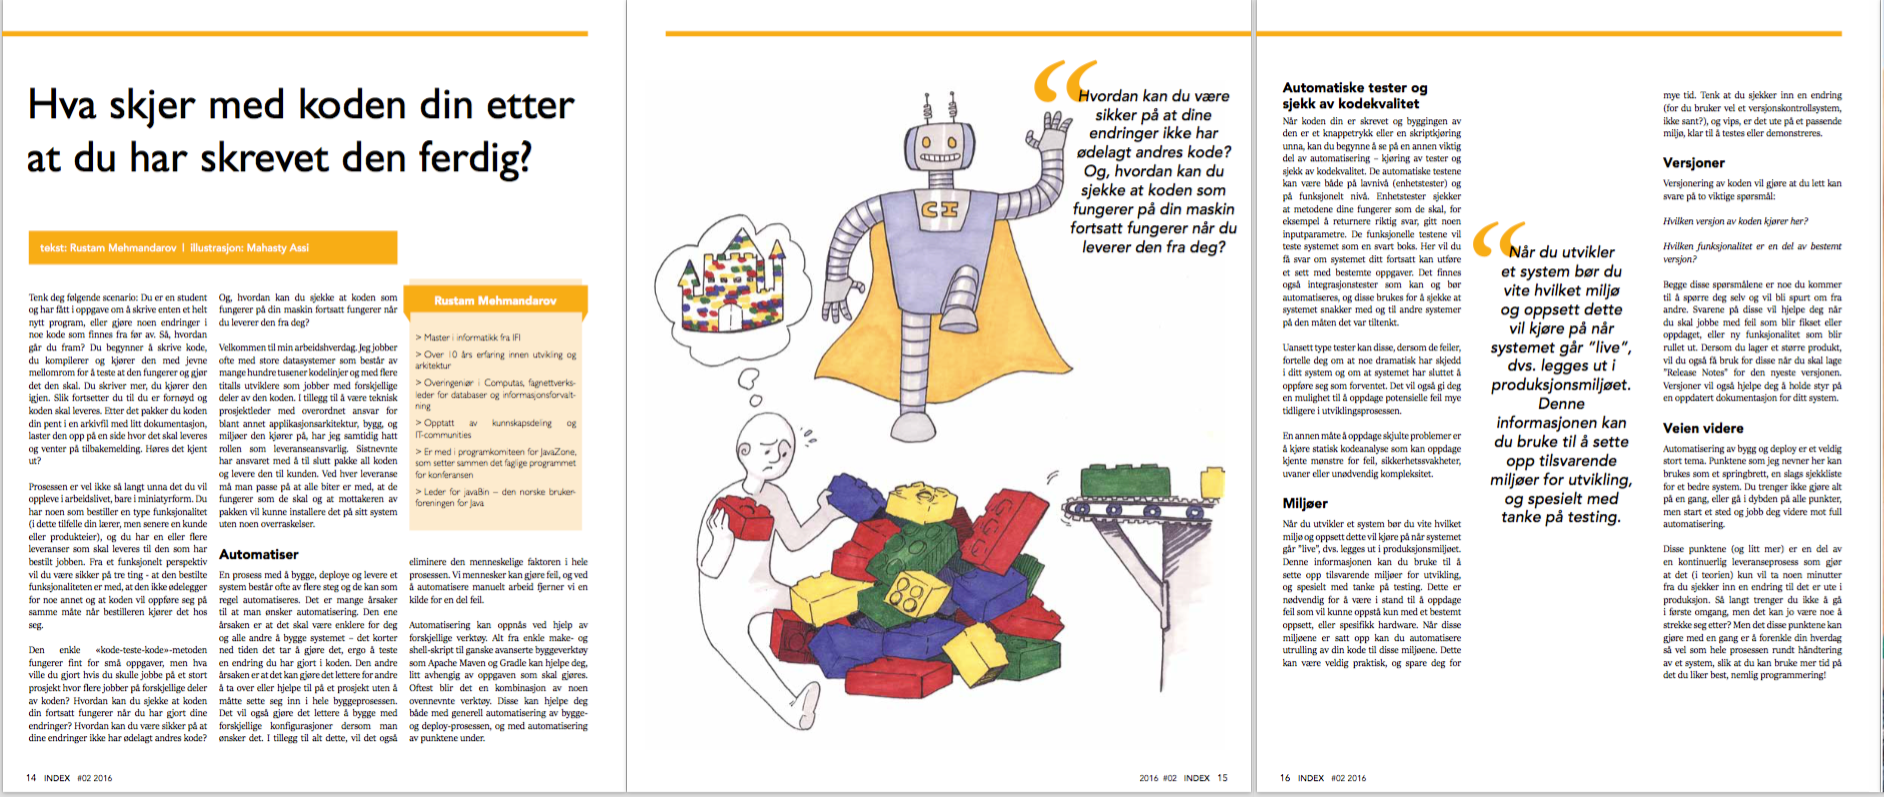 Hva skjer med koden din etter
at du har skrevet den ferdig?
tekst: Rustam Mehmandarov | illustrasjon: Mahasty Assi
Tenk deg følgende scenario: Du er en student
og har fått i oppgave om å skrive enten et helt
nytt program, eller gjøre noen endringer i
noe kode som finnes fra før av. Så, hvordan
går du fram? Du begynner å skrive kode,
du kompilerer og kjører den med jevne
mellomrom for å teste at den fungerer og gjør
det den skal. Du skriver mer, du kjører den
igjen. Slik fortsetter du til du er fornøyd og
koden skal leveres. Etter det pakker du koden
din pent i en arkivfil med litt dokumentasjon,
laster den opp på en side hvor det skal leveres
og venter på tilbakemelding. Høres det kjent
ut?
Prosessen er vel ikke så langt unna det du vil
oppleve i arbeidslivet, bare i miniatyrform. Du
har noen som bestiller en type funksjonalitet
(i dette tilfelle din lærer, men senere en kunde
eller produkteier), og du har en eller flere
leveranser som skal leveres til den som har
bestilt jobben. Fra et funksjonelt perspektiv
vil du være sikker på tre ting - at den bestilte
funksjonaliteten er med, at den ikke ødelegger
for noe annet og at koden vil oppføre seg på
samme måte når bestilleren kjører det hos
seg.
Den enkle «kode-teste-kode»-metoden
fungerer fint for små oppgaver, men hva
ville du gjort hvis du skulle jobbe på et stort
prosjekt hvor flere jobber på forskjellige deler
av koden? Hvordan kan du sjekke at koden
din fortsatt fungerer når du har gjort dine
endringer? Hvordan kan du være sikker på at
dine endringer ikke har ødelagt andres kode?
Og, hvordan kan du sjekke at koden som
fungerer på din maskin fortsatt fungerer når
du leverer den fra deg?
Velkommen til min arbeidshverdag. Jeg jobber
ofte med store datasystemer som består av
mange hundre tusener kodelinjer og med flere
titalls utviklere som jobber med forskjellige
deler av den koden. I tillegg til å være teknisk
prosjektleder med overordnet ansvar for
blant annet applikasjonsarkitektur, bygg, og
miljøer den kjører på, har jeg samtidig hatt
rollen som leveranseansvarlig. Sistnevnte
har ansvaret med å til slutt pakke all koden
og levere den til kunden. Ved hver leveranse
må man passe på at alle biter er med, at de
fungerer som de skal og at mottakeren av
pakken vil kunne installere det på sitt system
uten noen overraskelser.
Automatiser
En prosess med å bygge, deploye og levere et
system består ofte av flere steg og de kan som
regel automatiseres. Det er mange årsaker
til at man ønsker automatisering. Den ene
årsaken er at det skal være enklere for deg
og alle andre å bygge systemet – det korter
ned tiden det tar å gjøre det, ergo å teste
en endring du har gjort i koden. Den andre
årsaken er at det kan gjøre det lettere for andre
å ta over eller hjelpe til på et prosjekt uten å
måtte sette seg inn i hele byggeprosessen.
Det vil også gjøre det lettere å bygge med
forskjellige konfigurasjoner dersom man
ønsker det. I tillegg til alt dette, vil det også
Rustam Mehmandarov
> Master i informatikk fra IFI
> Over 10 års erfaring innen utvikling og
arkitektur
> Overingeniør i Computas, fagnettverks-
leder for databaser og informasjonsforvalt-
ning
> Opptatt av kunnskapsdeling og
IT-communities
> Er med i programkomiteen for JavaZone,
som setter sammen det faglige programmet
for konferansen
> Leder for javaBin – den norske bruker-
foreningen for Java
eliminere den menneskelige faktoren i hele
prosessen. Vi mennesker kan gjøre feil, og ved
å automatisere manuelt arbeid fjerner vi en
kilde for en del feil.
Automatisering kan oppnås ved hjelp av
forskjellige verktøy. Alt fra enkle make- og
shell-skript til ganske avanserte byggeverktøy
som Apache Maven og Gradle kan hjelpe deg,
litt avhengig av oppgaven som skal gjøres.
Oftest blir det en kombinasjon av noen
ovennevnte verktøy. Disse kan hjelpe deg
både med generell automatisering av bygge-
og deploy-prosessen, og med automatisering
av punktene under.
14 INDEX #02 2016
“Hvordan kan du være
sikker på at dine
endringer ikke har
ødelagt andres kode?
Og, hvordan kan du
sjekke at koden som
fungerer på din maskin
fortsatt fungerer når du
leverer den fra deg?
CI
2016 #02 INDEX 15
Automatiske tester og
sjekk av kodekvalitet
Når koden din er skrevet og byggingen av
den er et knappetrykk eller en skriptkjøring
unna, kan du begynne å se på en annen viktig
del av automatisering – kjøring av tester og
sjekk av kodekvalitet. De automatiske testene
kan være både på lavnivå (enhetstester) og
på funksjonelt nivå. Enhetstester sjekker
at metodene dine fungerer som de skal, for
eksempel å returnere riktig svar, gitt noen
inputparametre. De funksjonelle testene vil
teste systemet som en svart boks. Her vil du
få svar om systemet ditt fortsatt kan utføre
et sett med bestemte oppgaver. Det finnes
også integrasjonstester som kan og bør
automatiseres, og disse brukes for å sjekke at
systemet snakker med og til andre systemer
på den måten det var tiltenkt.
Uansett type tester kan disse, dersom de feiler,
fortelle deg om at noe dramatisk har skjedd
i ditt system og om at systemet har sluttet å
oppføre seg som forventet. Det vil også gi deg
en mulighet til å oppdage potensielle feil mye
tidligere i utviklingsprosessen.
En annen måte å oppdage skjulte problemer er
å kjøre statisk kodeanalyse som kan oppdage
kjente mønstre for feil, sikkerhetssvakheter,
uvaner eller unødvendig kompleksitet.
Miljøer
Når du utvikler et system bør du vite hvilket
miljø og oppsett dette vil kjøre på når systemet
går "live", dvs. legges ut i produksjonsmiljøet.
Denne informasjonen kan du bruke til å
sette opp tilsvarende miljøer for utvikling,
og spesielt med tanke på testing. Dette er
nødvendig for å være i stand til å oppdage
feil som vil kunne oppstå kun med et bestemt
oppsett, eller spesifikk hardware. Når disse
miljøene er satt opp kan du automatisere
utrulling av din kode til disse miljøene. Dette
kan være veldig praktisk, og spare deg for
“Når du utvikler
et system bør du
vite hvilket miljø
og oppsett dette
vil kjøre på når
systemet går “live”,
dvs. legges ut i
produksjonsmiljøet.
Denne
informasjonen kan
du bruke til å sette
opp tilsvarende
miljøer for utvikling,
og spesielt med
tanke på testing.
mye tid. Tenk at du sjekker inn en endring
(for du bruker vel et versjonskontrollsystem,
ikke sant?), og vips, er det ute på et passende
miljø, klar til å testes eller demonstreres.
Versjoner
Versjonering av koden vil gjøre at du lett kan
svare på to viktige spørsmål:
Hvilken versjon av koden kjører her?
Hvilken funksjonalitet er en del av bestemt
versjon?
Begge disse spørsmålene er noe du kommer
til å spørre deg selv og vil bli spurt om fra
andre. Svarene på disse vil hjelpe deg når
du skal jobbe med feil som blir fikset eller
oppdaget, eller ny funksjonalitet som blir
rullet ut. Dersom du lager et større produkt,
vil du også få bruk for disse når du skal lage
"Release Notes" for den nyeste versjonen.
Versjoner vil også hjelpe deg å holde styr på
en oppdatert dokumentasjon for ditt system.
Veien videre
Automatisering av bygg og deploy er et veldig
stort tema. Punktene som jeg nevner her kan
brukes som et springbrett, en slags sjekkliste
for et bedre system. Du trenger ikke gjøre alt
på en gang, eller gå i dybden på alle punkter,
men start et sted og jobb deg videre mot full
automatisering.
Disse punktene (og litt mer) er en del av
en kontinuerlig leveranseprosess som gjør
at det (i teorien) kun vil ta noen minutter
fra du sjekker inn en endring til det er ute i
produksjon. Så langt trenger du ikke å gå
i første omgang, men det kan jo være noe å
strekke seg etter? Men det disse punktene kan
gjøre med en gang er å forenkle din hverdag
så vel som hele prosessen rundt håndtering
av et system, slik at du kan bruke mer tid på
det du liker best, nemlig programmering!
16 INDEX #02 2016